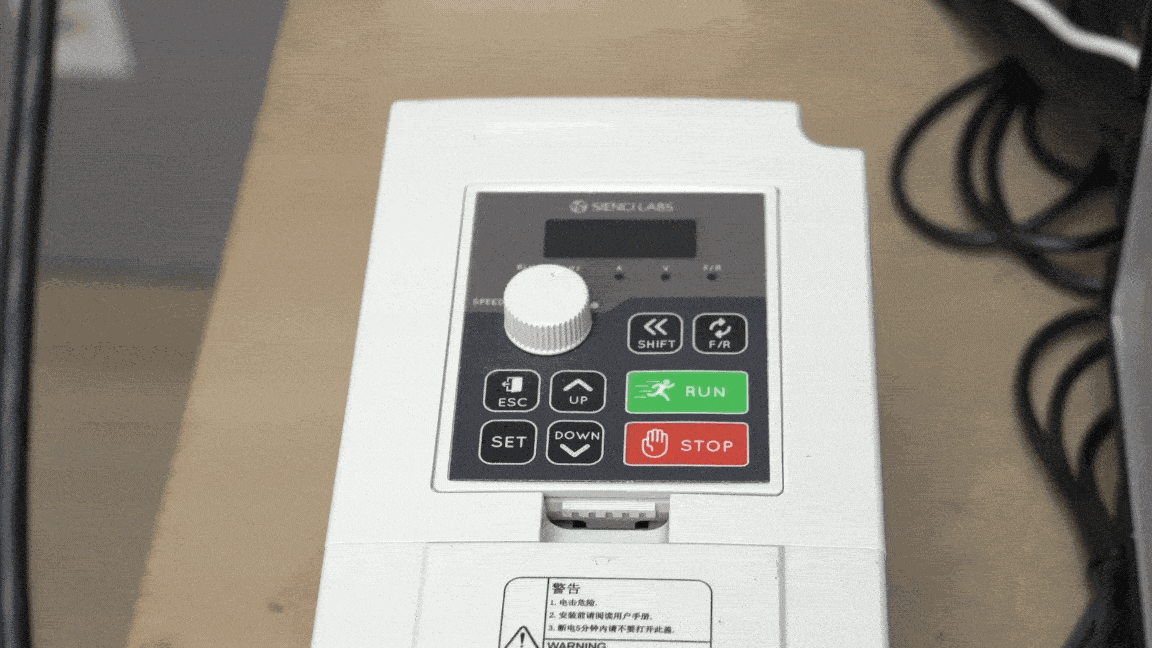 SIENCI LABS
A V F/R
SPEED
SHIFT F/R
ESC UP RUN
SET DOWN STOP
警告
1. 电击危险.
2. 安装前请阅读用户手册.
3. 断电5分钟内请不要打开此盖.
WARNING